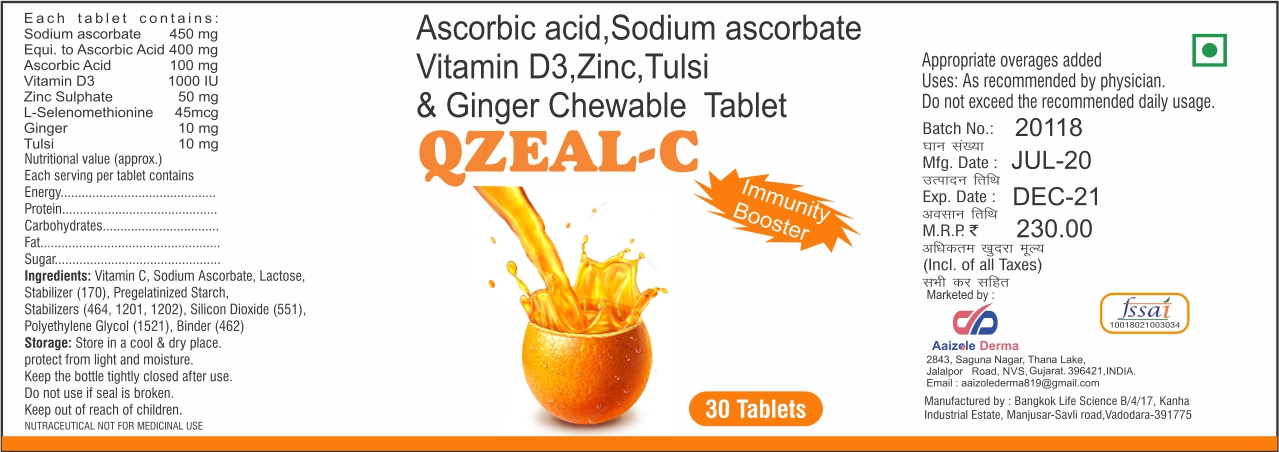 Each tablet contains:
Sodium ascorbate 450 mg
Equi. to Ascorbic Acid 400 mg
Ascorbic Acid 100 mg
Vitamin D3 1000 IU
Zinc Sulphate 50 mg
L-Selenomethionine 45mcg
Ginger 10 mg
Tulsi 10 mg
Nutritional value (approx.)
Each serving per tablet contains
Energy............................................
Protein............................................
Carbohydrates.................................
Fat...................................................
Sugar...............................................
Ingredients: Vitamin C, Sodium Ascorbate, Lactose,
Stabilizer (170), Pregelatinized Starch,
Stabilizers (464, 1201, 1202), Silicon Dioxide (551),
Polyethylene Glycol (1521), Binder (462)
Storage: Store in a cool & dry place.
protect from light and moisture.
Keep the bottle tightly closed after use.
Do not use if seal is broken.
Keep out of reach of children.
NUTRACEUTICAL NOT FOR MEDICINAL USE
Ascorbic acid,Sodium ascorbate
Vitamin D3,Zinc,Tulsi
& Ginger Chewable Tablet
QZEAL-C
Immunity
Booster
30 Tablets
Appropriate overages added
Uses: As recommended by physician.
Do not exceed the recommended daily usage.
Batch No.: 20118
घान संख्या
Mfg. Date : JUL-20
उत्पादन तिथि
Exp. Date : DEC-21
अवसान तिथि
M.R.P. ₹ 230.00
अधिकतम खुदरा मूल्य
(Incl. of all Taxes)
सभी कर सहित
Marketed by :
Aaizole Derma
2843, Saguna Nagar, Thana Lake,
Jalalpor Road, NVS, Gujarat. 396421,INDIA.
Email : aaizolederma819@gmail.com
fssai
10018021003034
Manufactured by : Bangkok Life Science B/4/17, Kanha
Industrial Estate, Manjusar-Savli road,Vadodara-391775